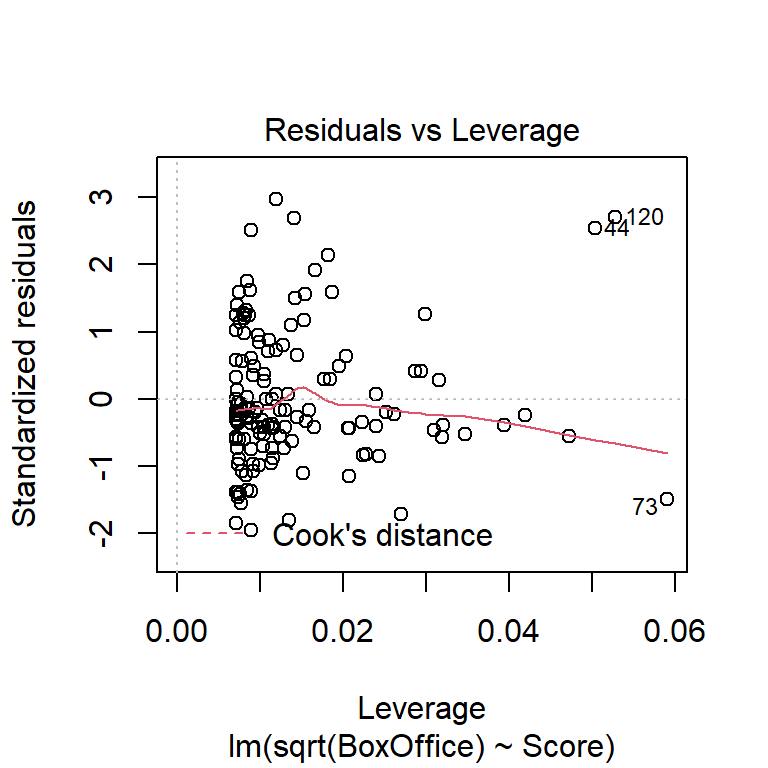 Residuals vs Leverage
Standardized residuals
3
2
1
0
-1
-2
120
44
73
Cook's distance
0.00 0.02 0.04 0.06
Leverage
lm(sqrt(BoxOffice) ~ Score)